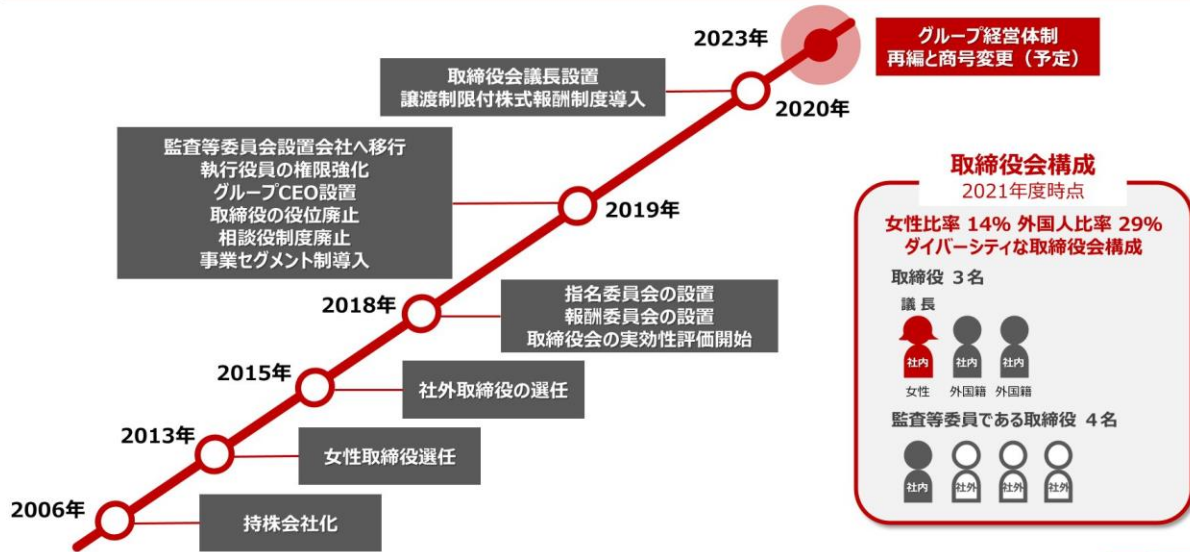 2023年
グループ経営体制
再編と商号変更（予定）
取締役会議長設置
譲渡制限付株式報酬制度導入
2020年
監査等委員会設置会社へ移行
執行役員の権限強化
グループCEO設置
取締役の役位廃止
相談役制度廃止
事業セグメント制導入
2019年
2018年
指名委員会の設置
報酬委員会の設置
取締役会の実効性評価開始
2015年
社外取締役の選任
2013年
女性取締役選任
2006年
持株会社化
取締役会構成
2021年度時点
女性比率 14% 外国人比率 29%
ダイバーシティな取締役会構成
取締役 3名
議長
社内 社内 社内
女性 外国籍 外国籍
監査等委員である取締役 4名
社内 社外 社外 社外